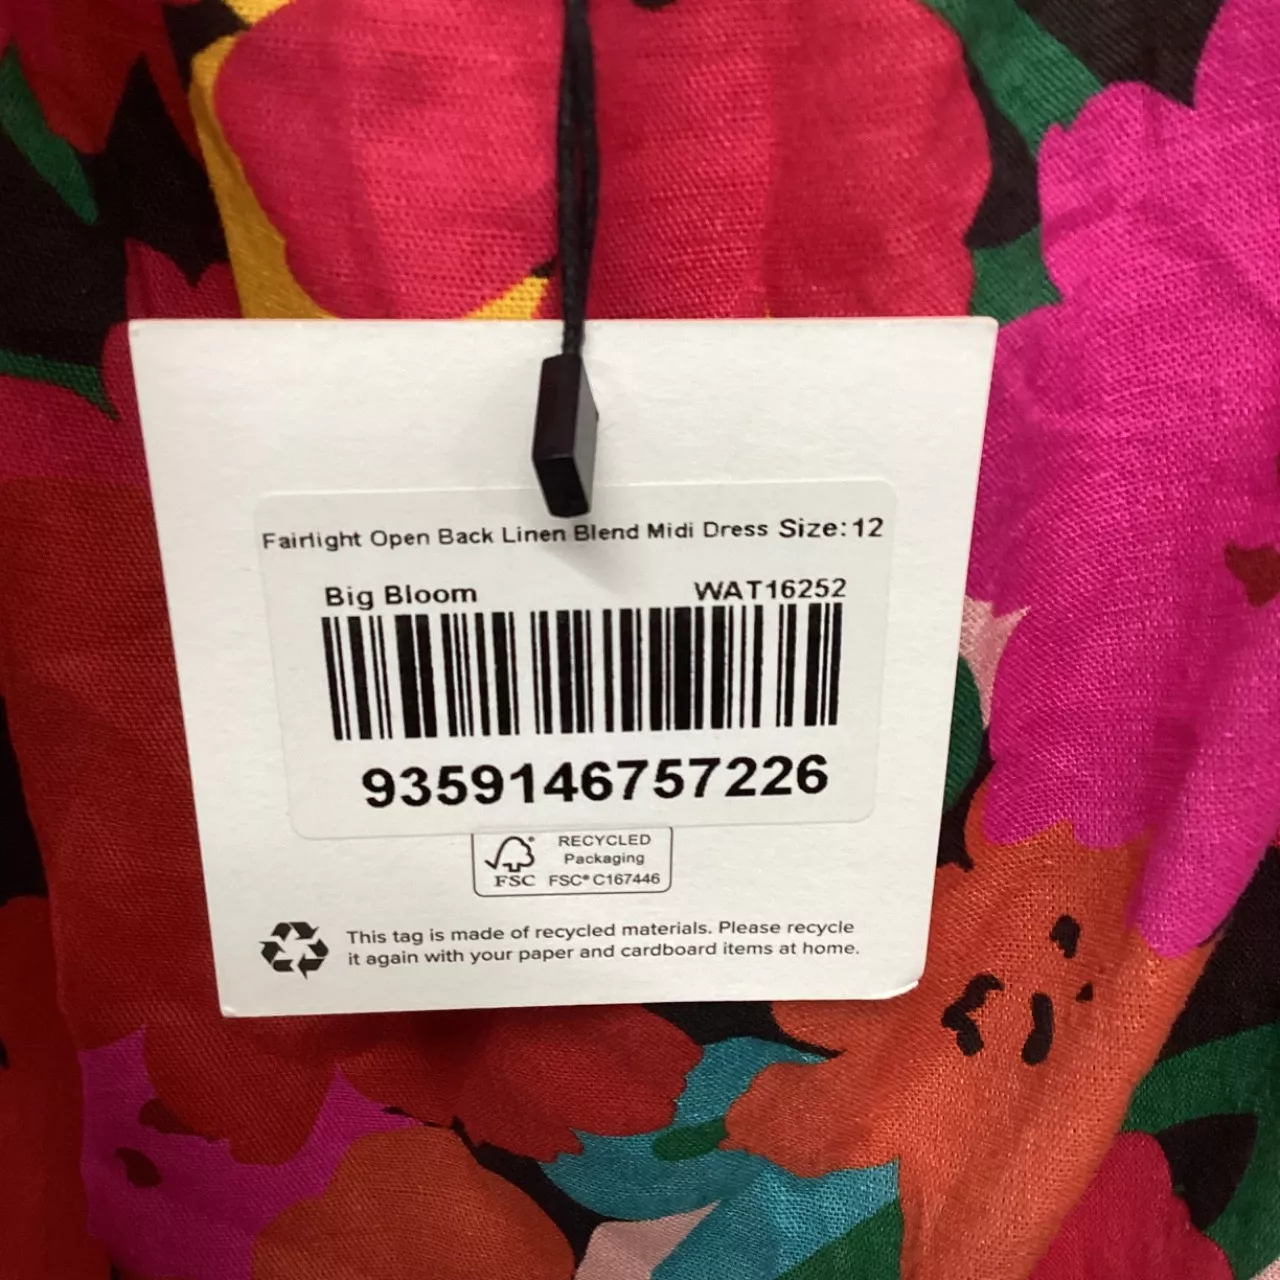 Fairlight Open Back Linen Blend Midi Dress Size: 12
Big Bloom WAT16252
9359146757226
RECYCLED
Packaging
FSC FSC® C167446
This tag is made of recycled materials. Please recycle
it again with your paper and cardboard items at home.